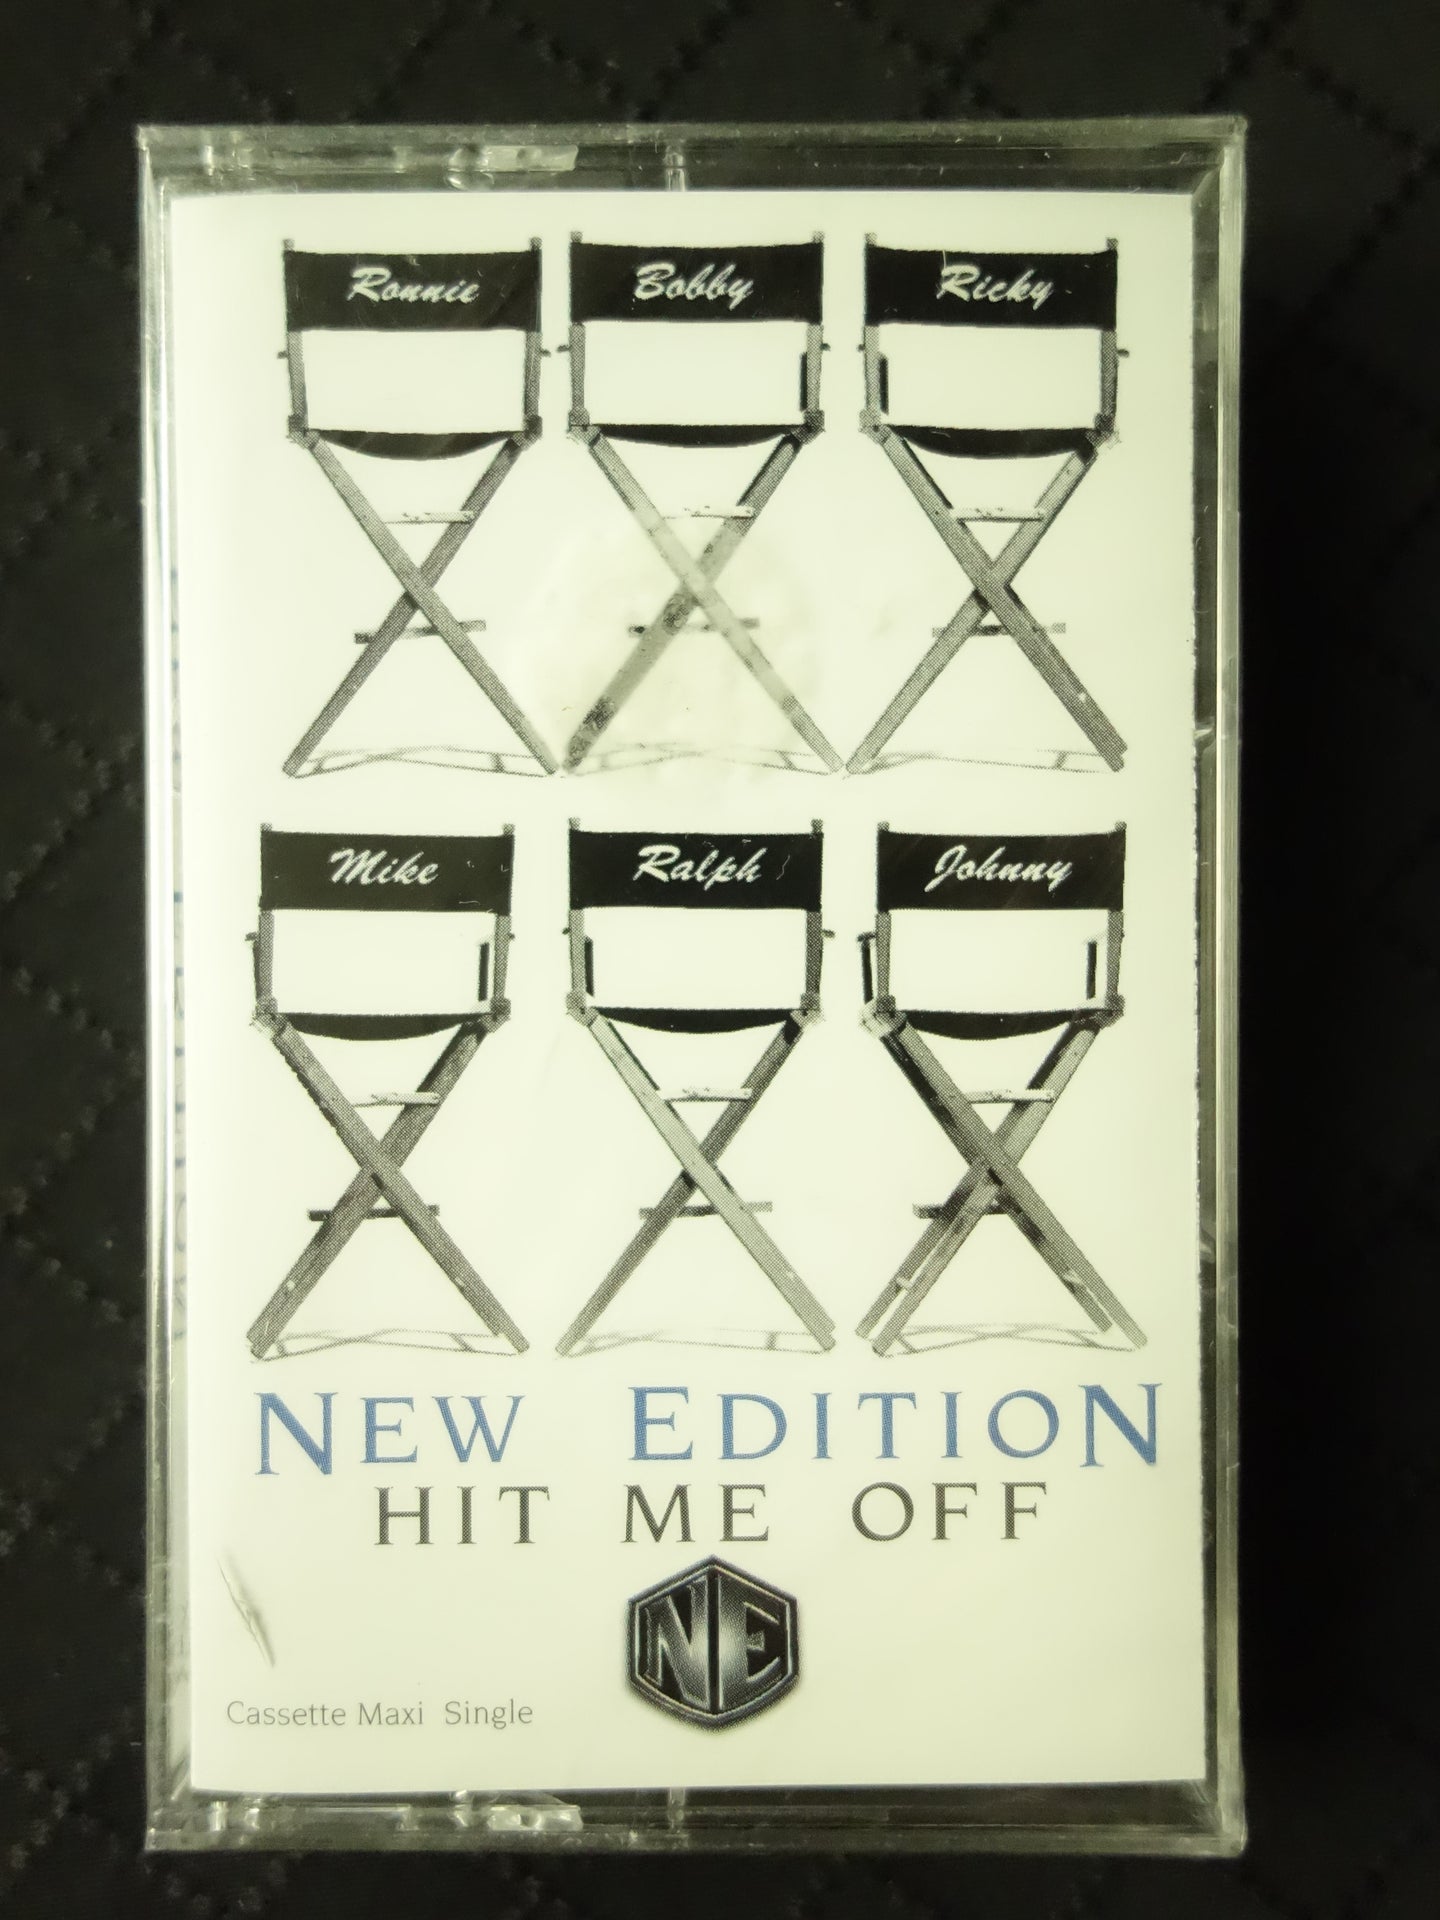 Ronnie Bobby Ricky
Mike Ralph Johnny
NEW EDITION
HIT ME OFF
NE
Cassette Maxi Single